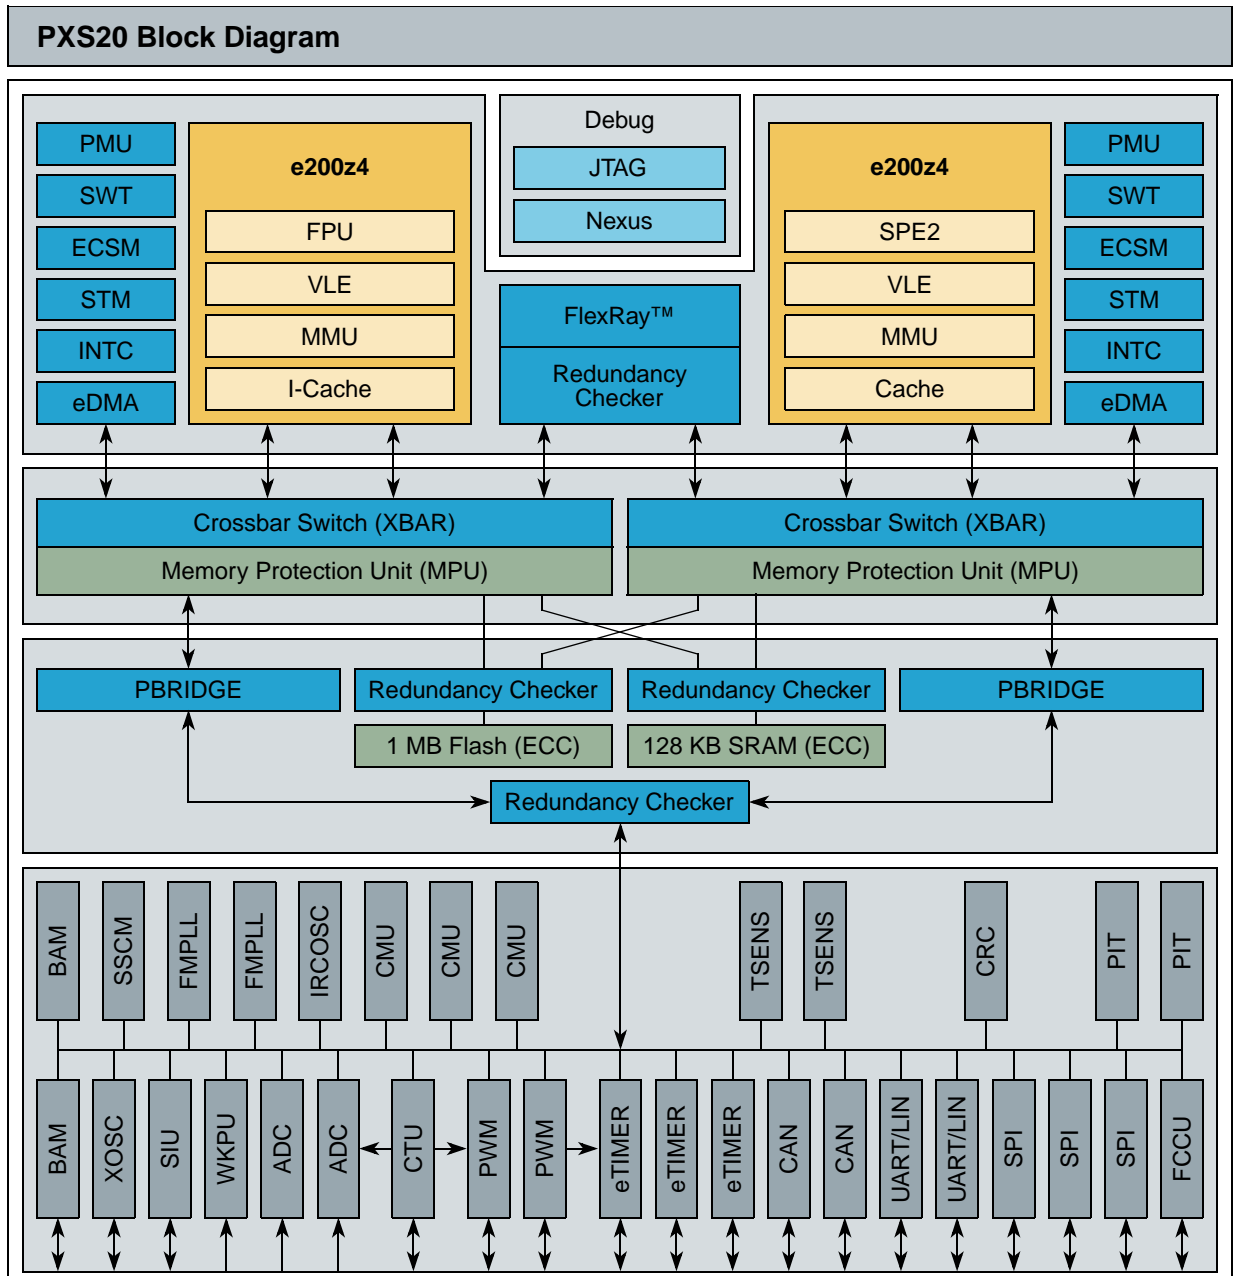 PXS20 Block Diagram
PMU
SWT
ECSM
STM
INTC
eDMA
e200z4
FPU
VLE
MMU
I-Cache
Debug
JTAG
Nexus
FlexRay™
Redundancy
Checker
e200z4
SPE2
VLE
MMU
Cache
PMU
SWT
ECSM
STM
INTC
eDMA
Crossbar Switch (XBAR)
Memory Protection Unit (MPU)
Crossbar Switch (XBAR)
Memory Protection Unit (MPU)
PBRIDGE
Redundancy Checker
Redundancy Checker
PBRIDGE
1 MB Flash (ECC)
128 KB SRAM (ECC)
Redundancy Checker
BAM
SSCM
FMPLL
FMPLL
IRCOSC
CMU
CMU
CMU
TSENS
TSENS
CRC
PIT
PIT
BAM
XOSC
SIU
WKPU
ADC
ADC
CTU
PWM
PWM
eTIMER
eTIMER
eTIMER
CAN
CAN
UART/LIN
UART/LIN
SPI
SPI
SPI
FCCU